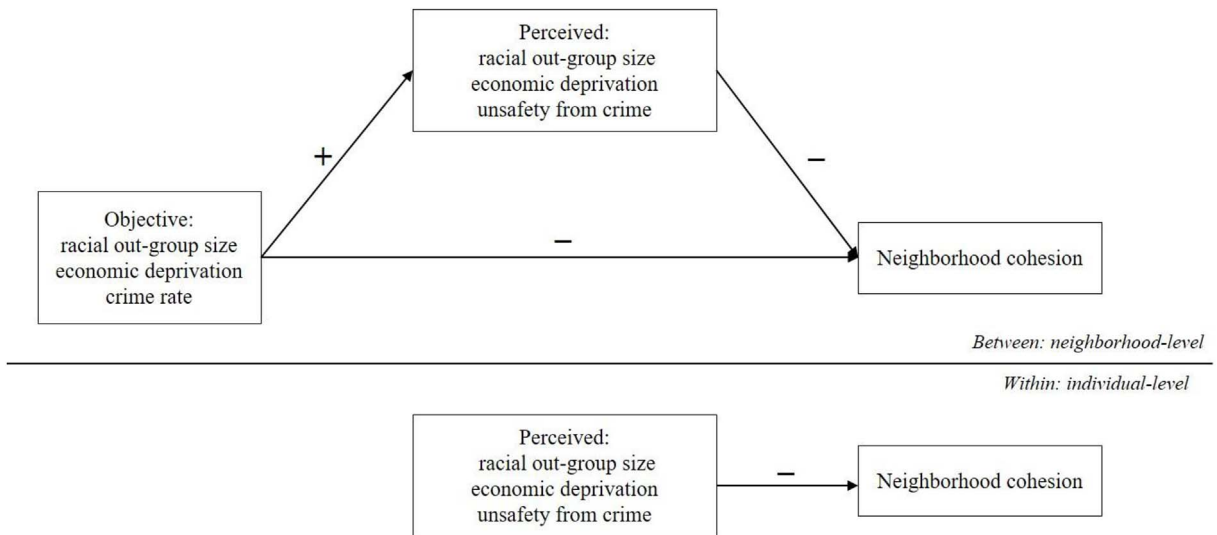 Perceived:
racial out-group size
economic deprivation
unsafety from crime
+
−
Objective:
racial out-group size
economic deprivation
crime rate
−
Neighborhood cohesion
Between: neighborhood-level
Within: individual-level
Perceived:
racial out-group size
economic deprivation
unsafety from crime
−
Neighborhood cohesion